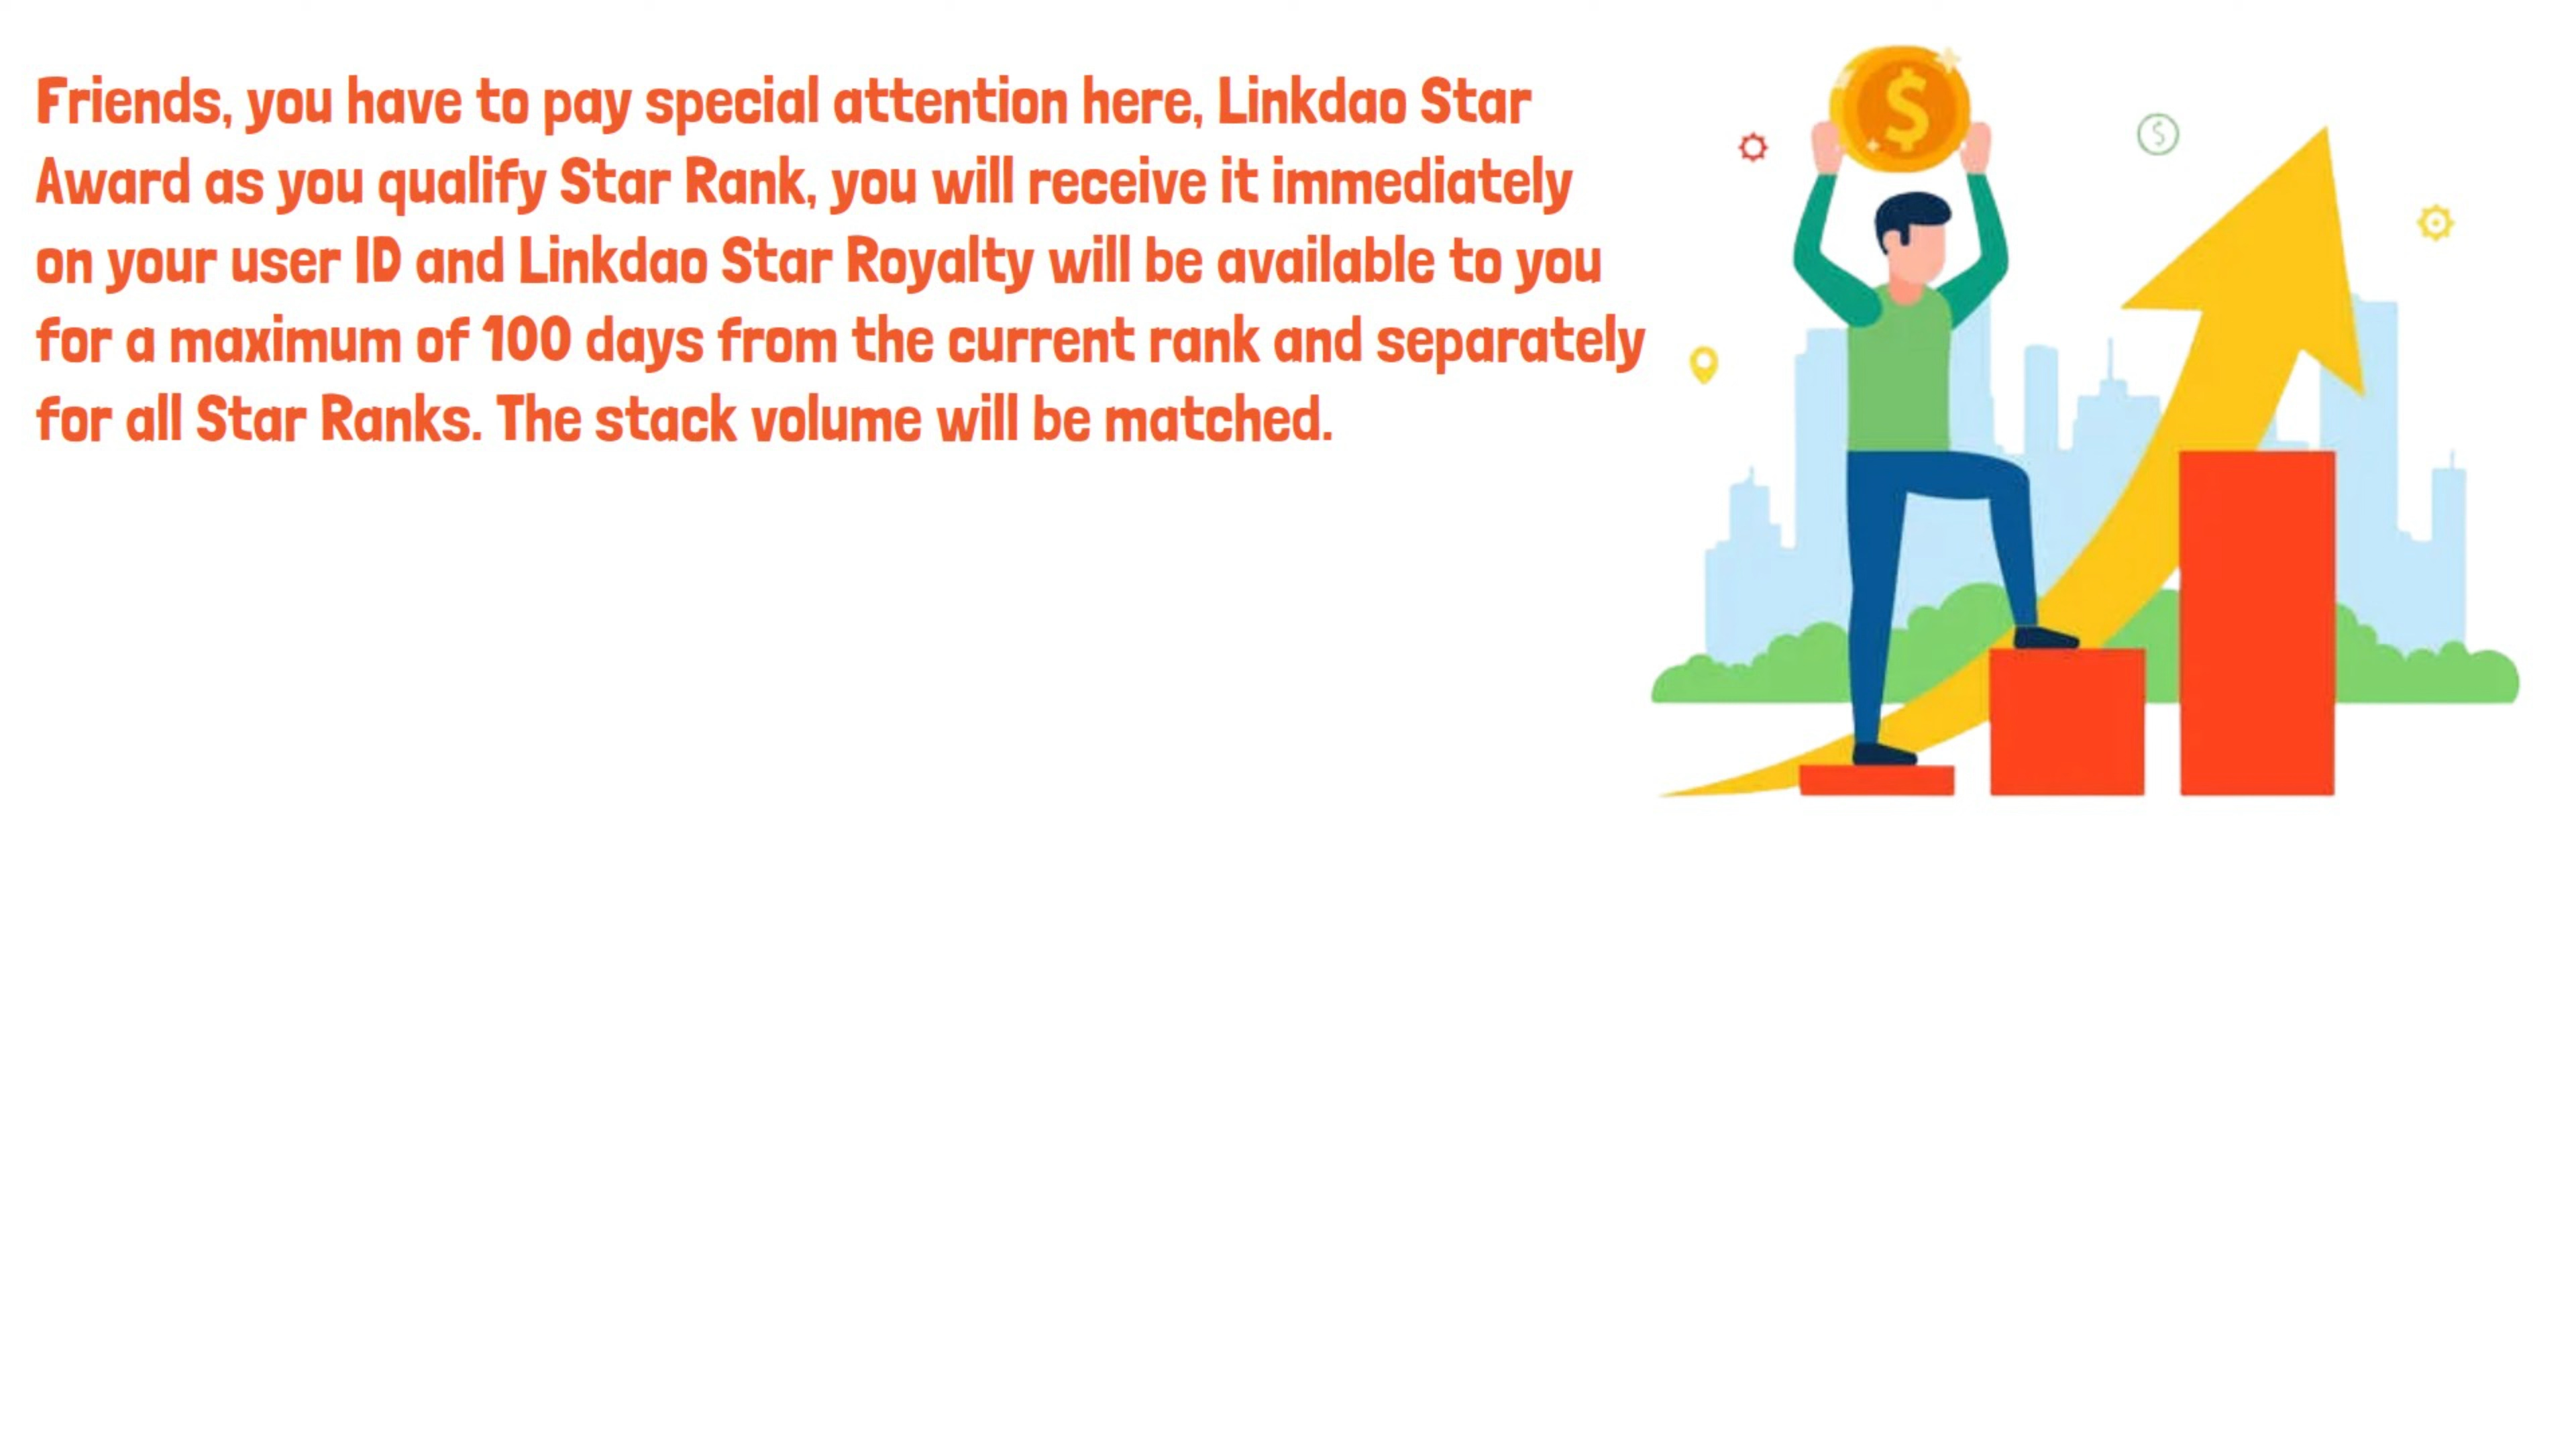 Friends, you have to pay special attention here, Linkdao Star
Award as you qualify Star Rank, you will receive it immediately
on your user ID and Linkdao Star Royalty will be available to you
for a maximum of 100 days from the current rank and separately
for all Star Ranks. The stack volume will be matched.
$
$